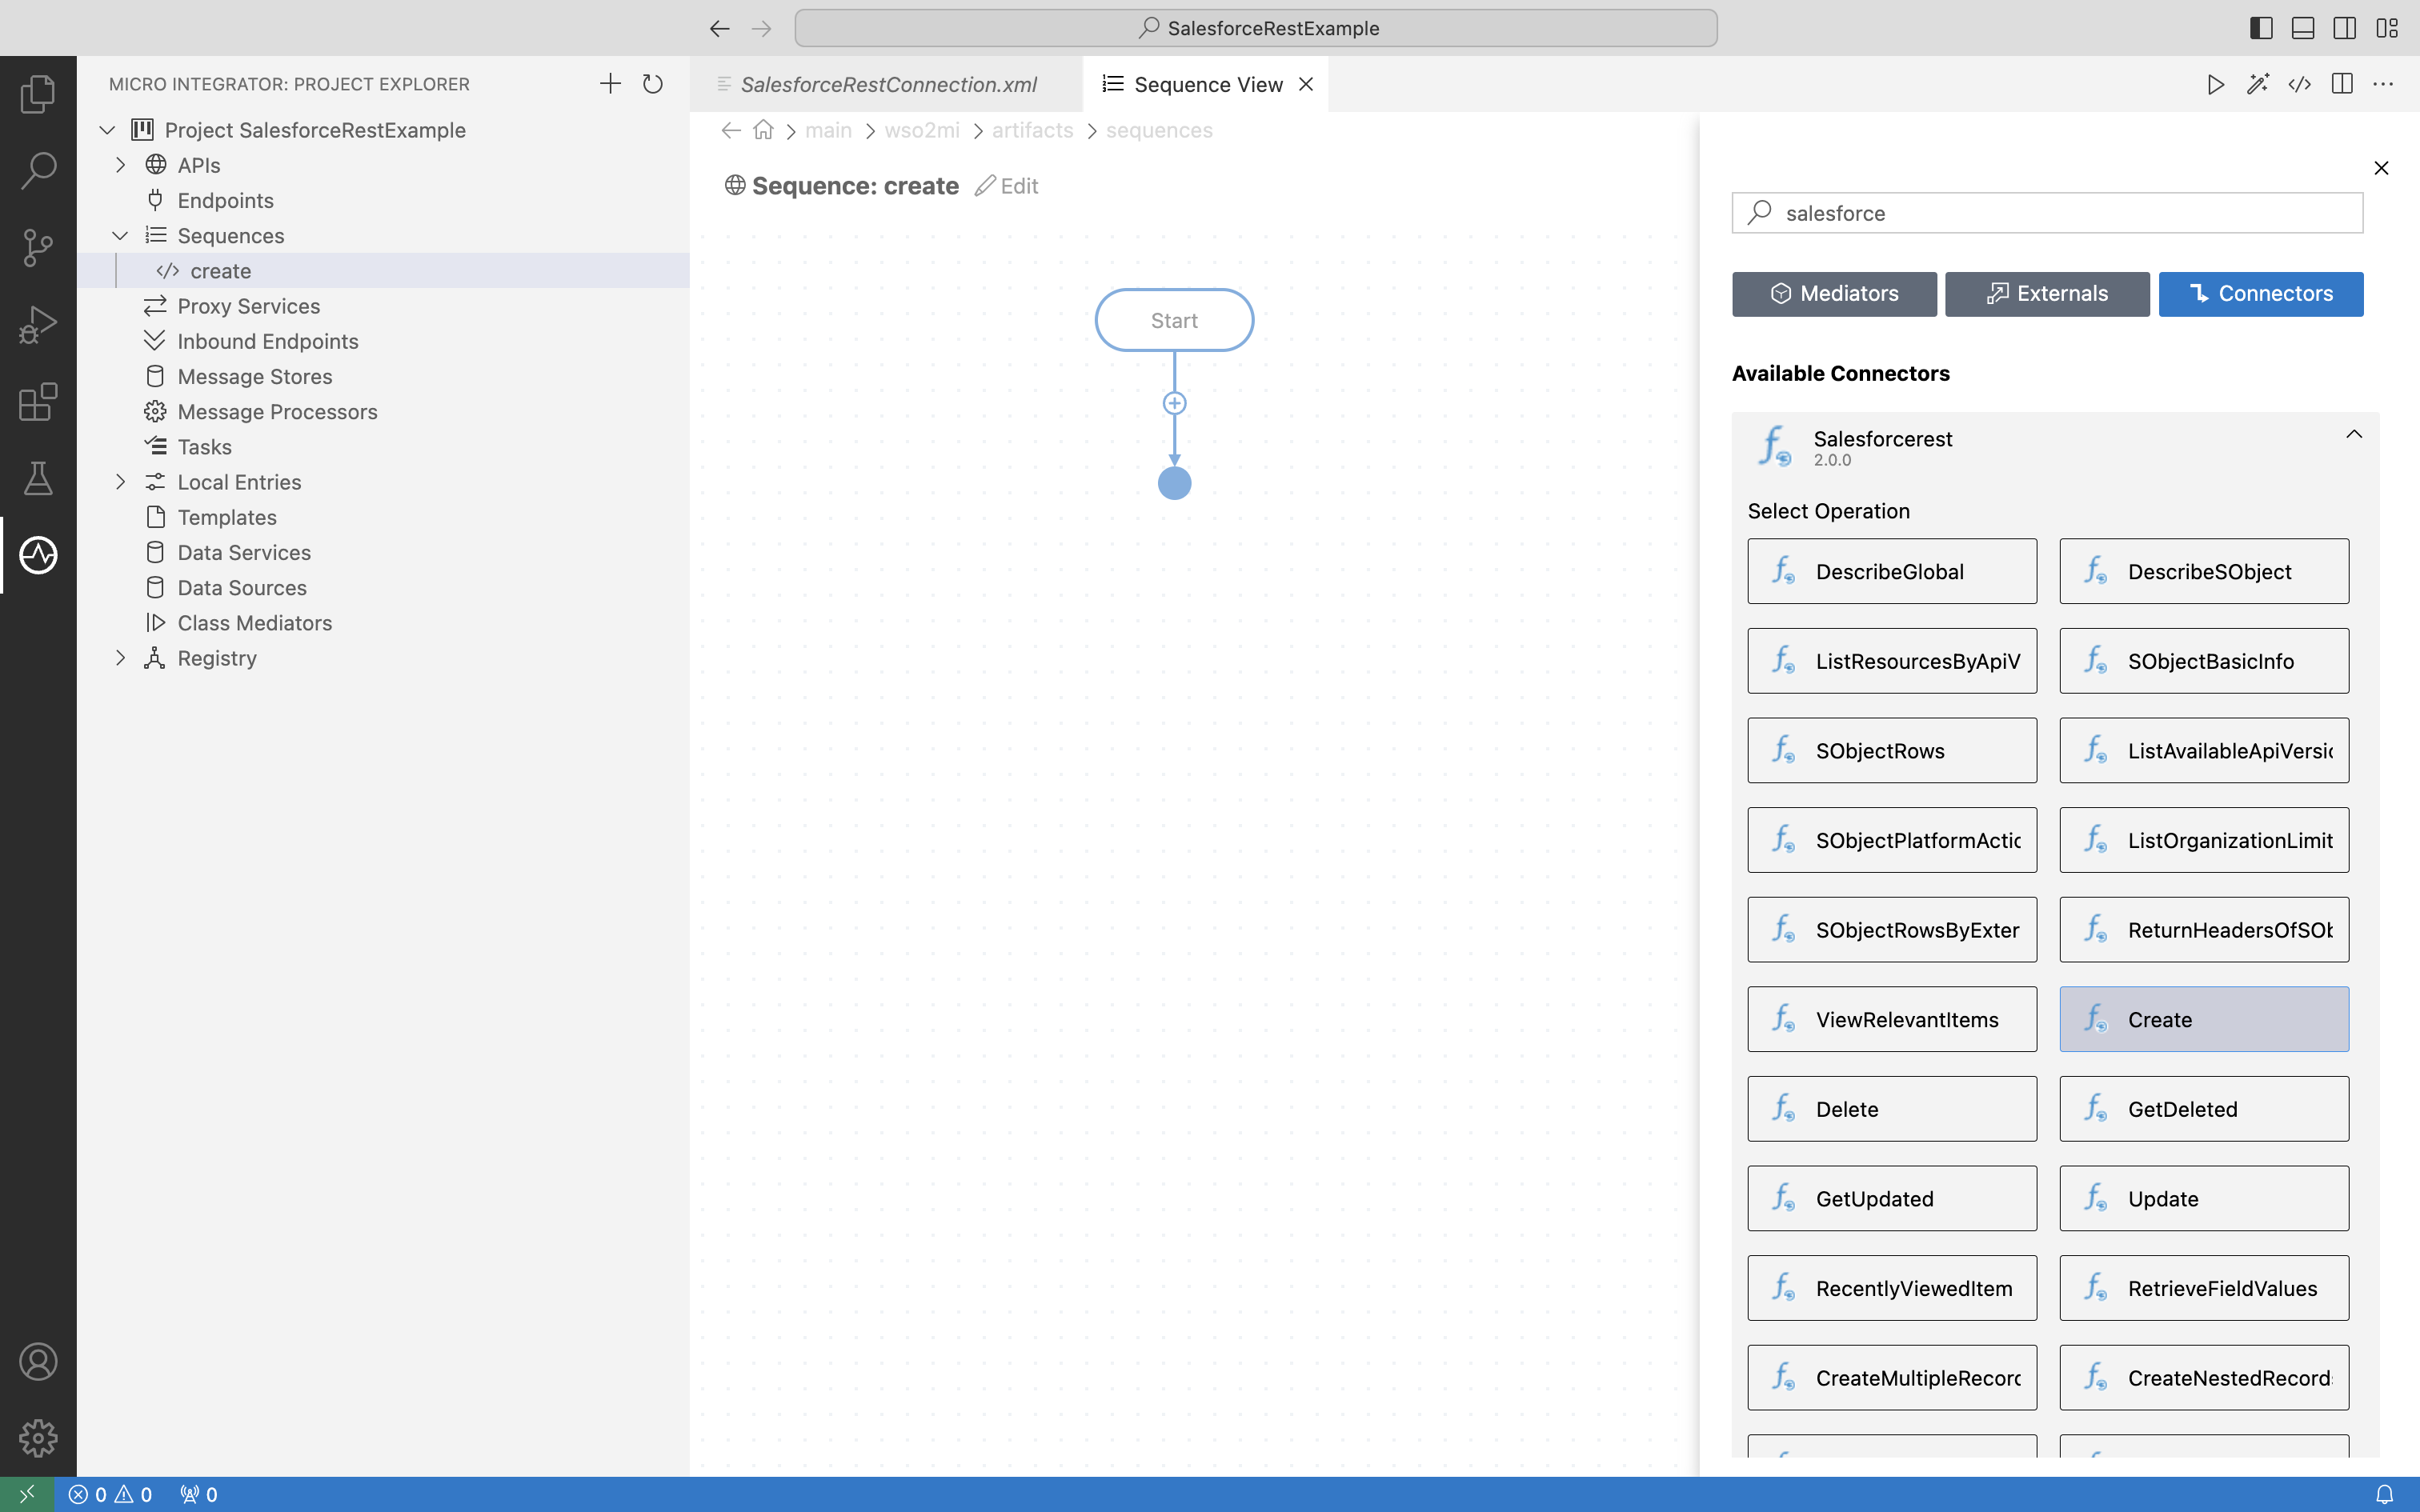 SalesforceRestExample
MICRO INTEGRATOR: PROJECT EXPLORER
SalesforceRestConnection.xml
Sequence View
Project SalesforceRestExample
APIs
Endpoints
Sequences
create
Proxy Services
Inbound Endpoints
Message Stores
Message Processors
Tasks
Local Entries
Templates
Data Services
Data Sources
Class Mediators
Registry
main
wso2mi
artifacts
sequences
Sequence: create
Edit
Start
salesforce
Mediators
Externals
Connectors
Available Connectors
Salesforcerest
2.0.0
Select Operation
DescribeGlobal
DescribeSObject
ListResourcesByApiV
SObjectBasicInfo
SObjectRows
ListAvailableApiVersic
SObjectPlatformActic
ListOrganizationLimit
SObjectRowsByExter
ReturnHeadersOfSOb
ViewRelevantItems
Create
Delete
GetDeleted
GetUpdated
Update
RecentlyViewedItem
RetrieveFieldValues
CreateMultipleRecorc
CreateNestedRecord
0
0
0